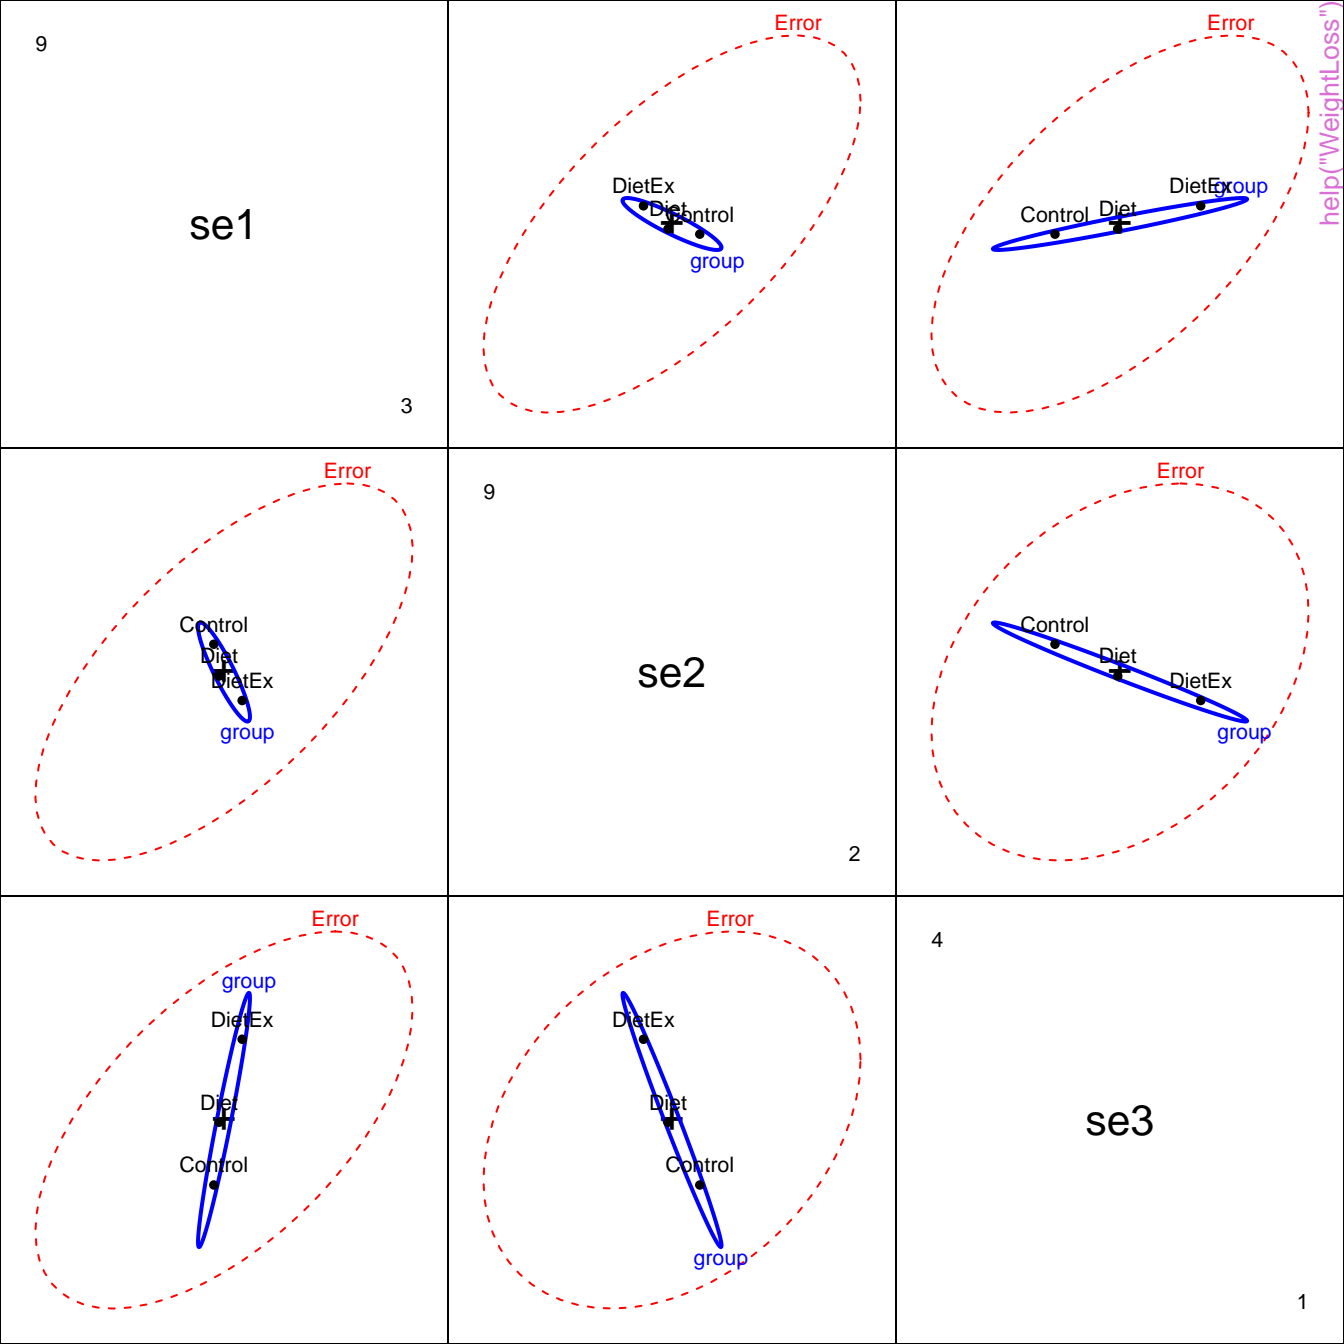 9
se1
3
Error
DietEx
Diet
Control
group
Error
DietEx
group
Control
Diet
help("WeightLoss")
Error
Control
Diet
DietEx
group
9
se2
2
Error
Control
Diet
DietEx
group
Error
group
DietEx
Diet
Control
Error
DietEx
Diet
Control
group
4
se3
1